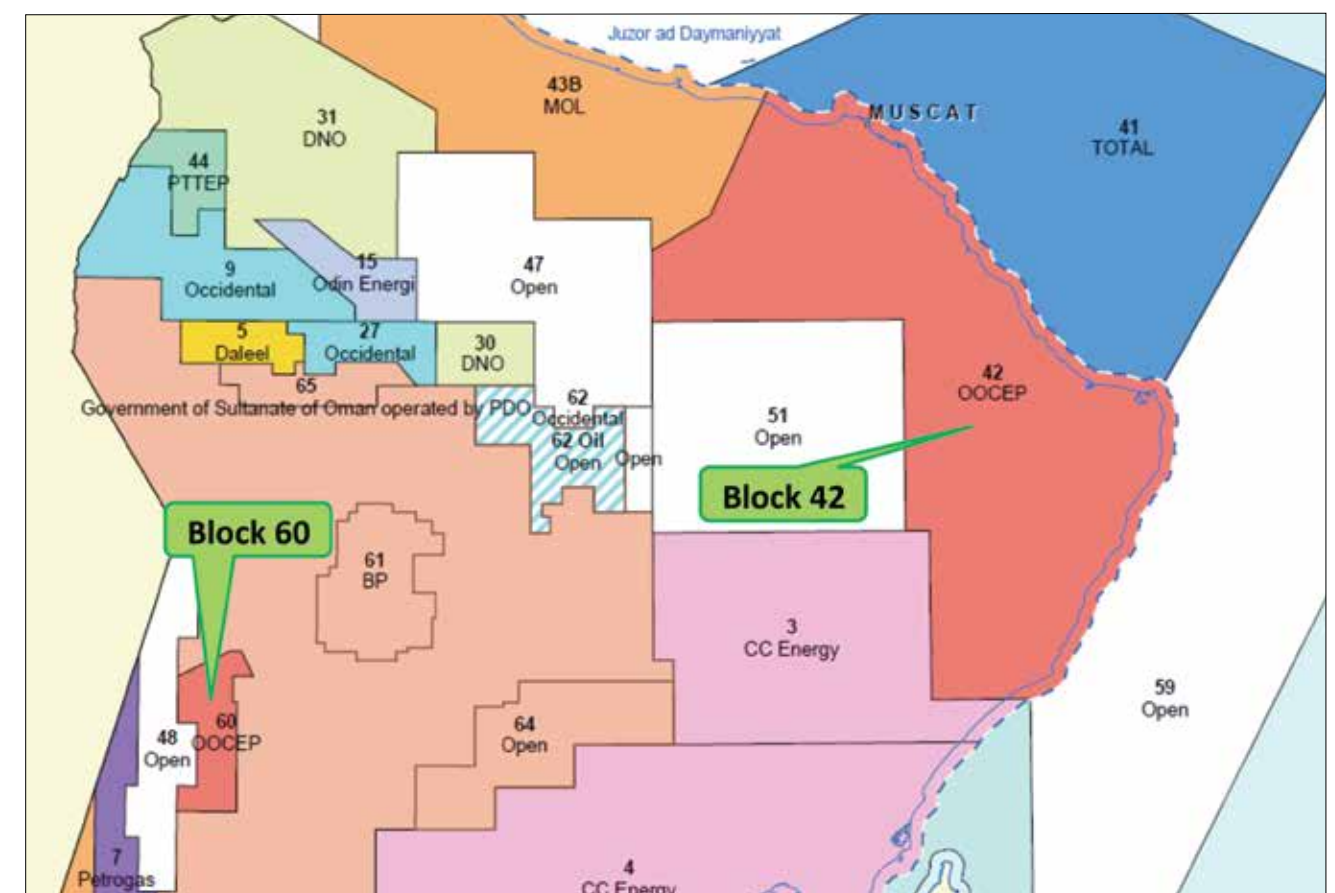 Juzor ad Daymaniyyat
43B
MOL
MUSCAT
31
DNO
41
TOTAL
44
PTTEP
9
Occidental
15
Odin Energi
47
Open
5
Daleel
27
Occidental
30
DNO
42
OOCEP
65
Government of Sultanate of Oman operated by PDO
62
Occidental
62 Oil
Open
Open
51
Open
Block 42
Block 60
61
BP
3
CC Energy
59
Open
60
OOCEP
48
Open
64
Open
7
Petrogas
4
CC Energy